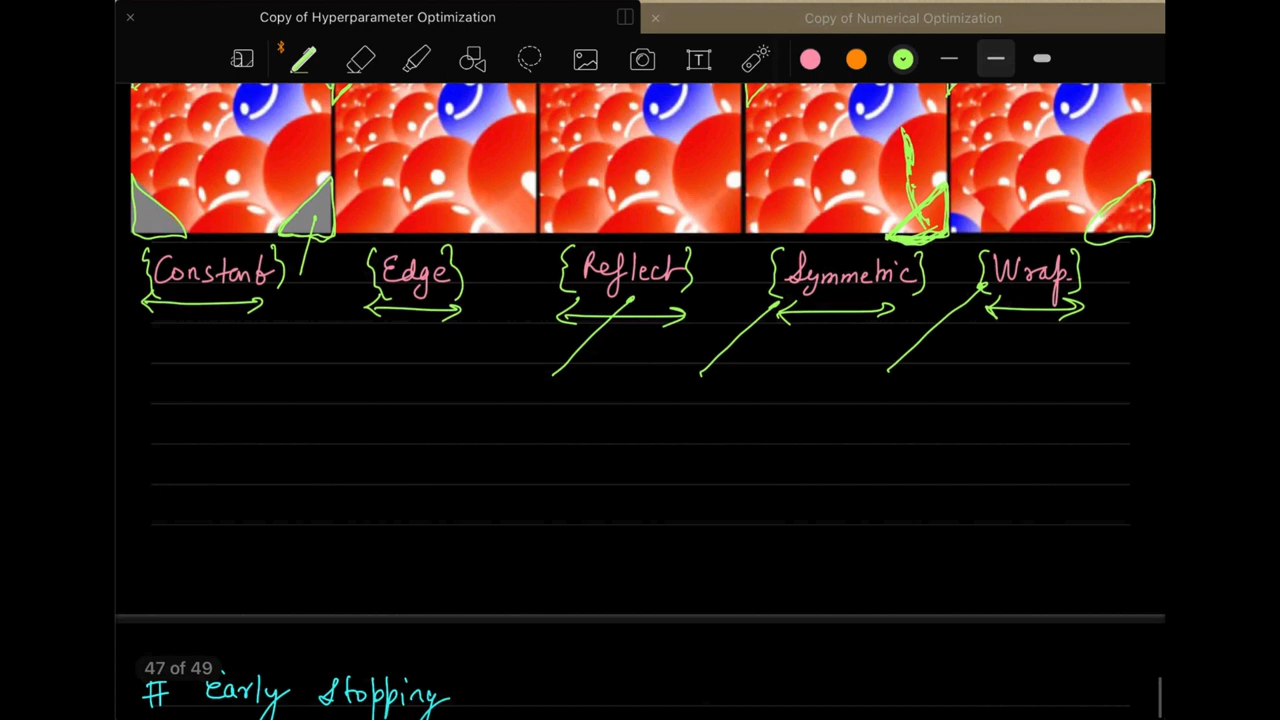 Copy of Hyperparameter Optimization
Copy of Numerical Optimization
T
{Constant} {Edge} {Reflect} {Symmetric} {Wrap}
47 of 49
# early stopping